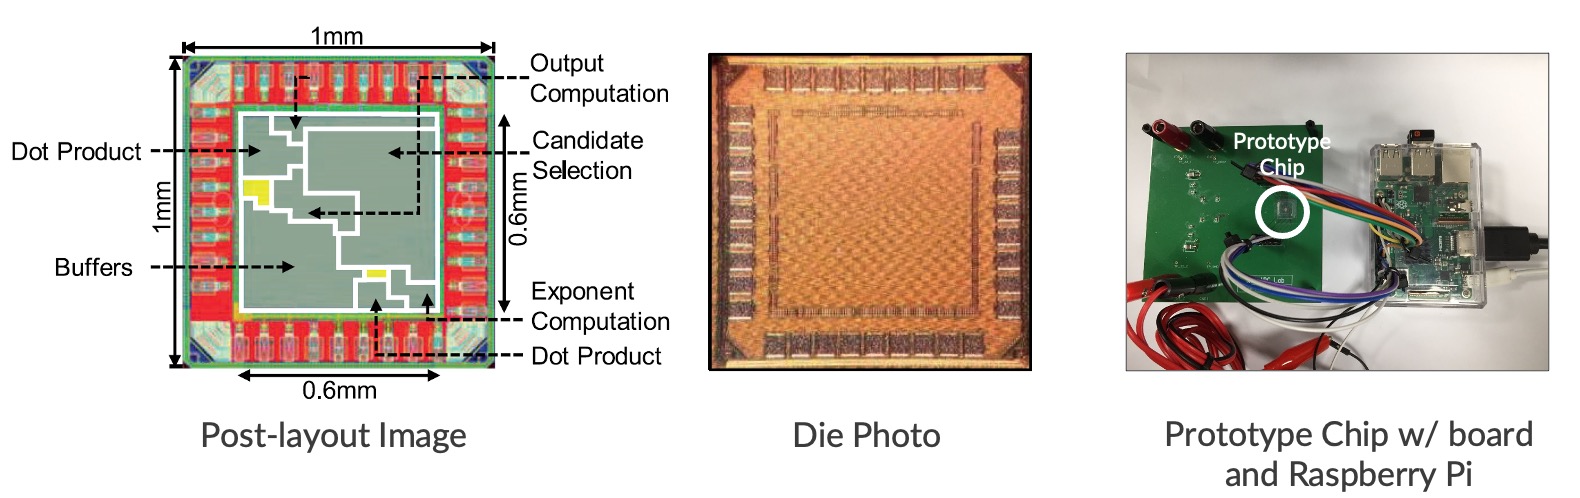 1mm
Output
Computation
Dot Product
Candidate
Selection
1mm
0.6mm
Buffers
Exponent
Computation
Dot Product
0.6mm
Post-layout Image
Die Photo
Prototype
Chip
Prototype Chip w/ board
and Raspberry Pi